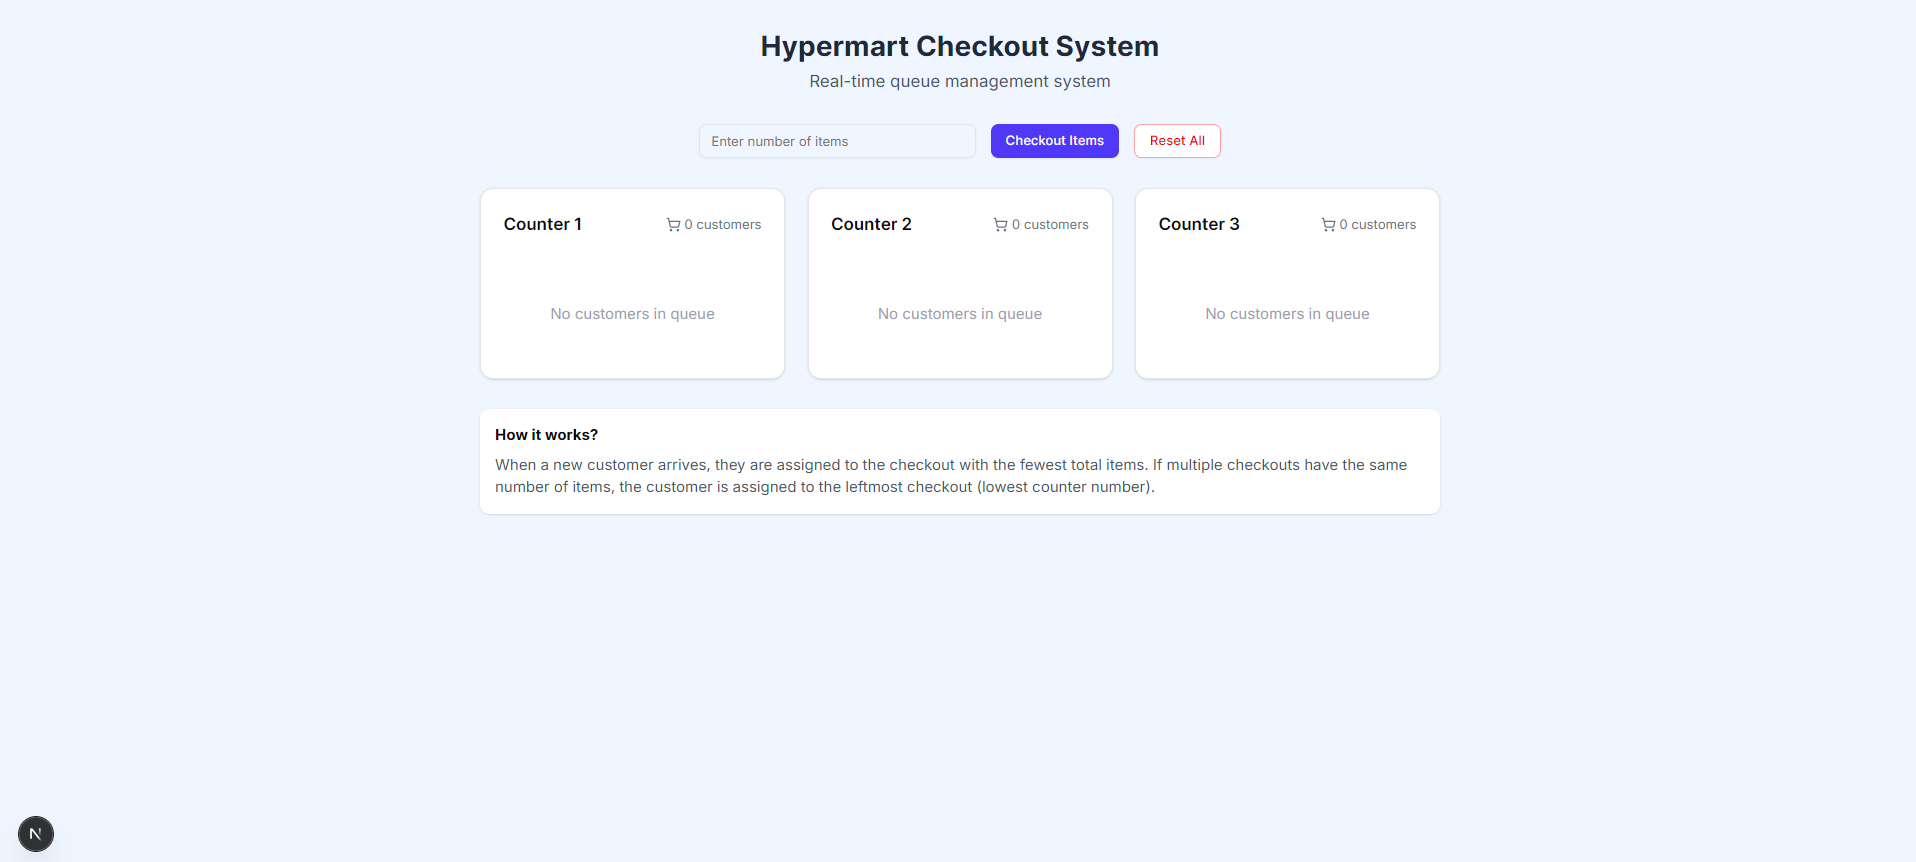 Hypermart Checkout System
Real-time queue management system
Enter number of items
Checkout Items
Reset All
Counter 1
0 customers
No customers in queue
Counter 2
0 customers
No customers in queue
Counter 3
0 customers
No customers in queue
How it works?
When a new customer arrives, they are assigned to the checkout with the fewest total items. If multiple checkouts have the same
number of items, the customer is assigned to the leftmost checkout (lowest counter number).
N